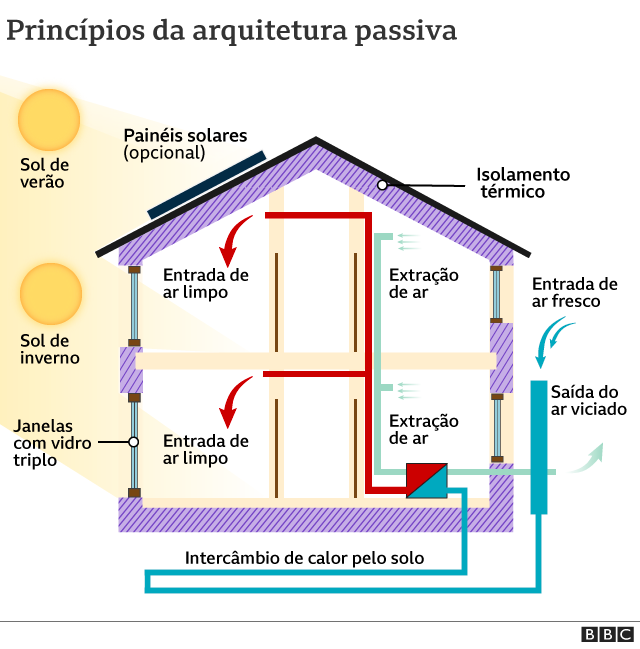 Princípios da arquitetura passiva
Painéis solares
(opcional)
Sol de
verão
Isolamento
térmico
Entrada de
ar limpo
Extração
de ar
Entrada de
ar fresco
Sol de
inverno
Saída do
ar viciado
Janelas
com vidro
triplo
Entrada de
ar limpo
Extração
de ar
Intercâmbio de calor pelo solo
BBC